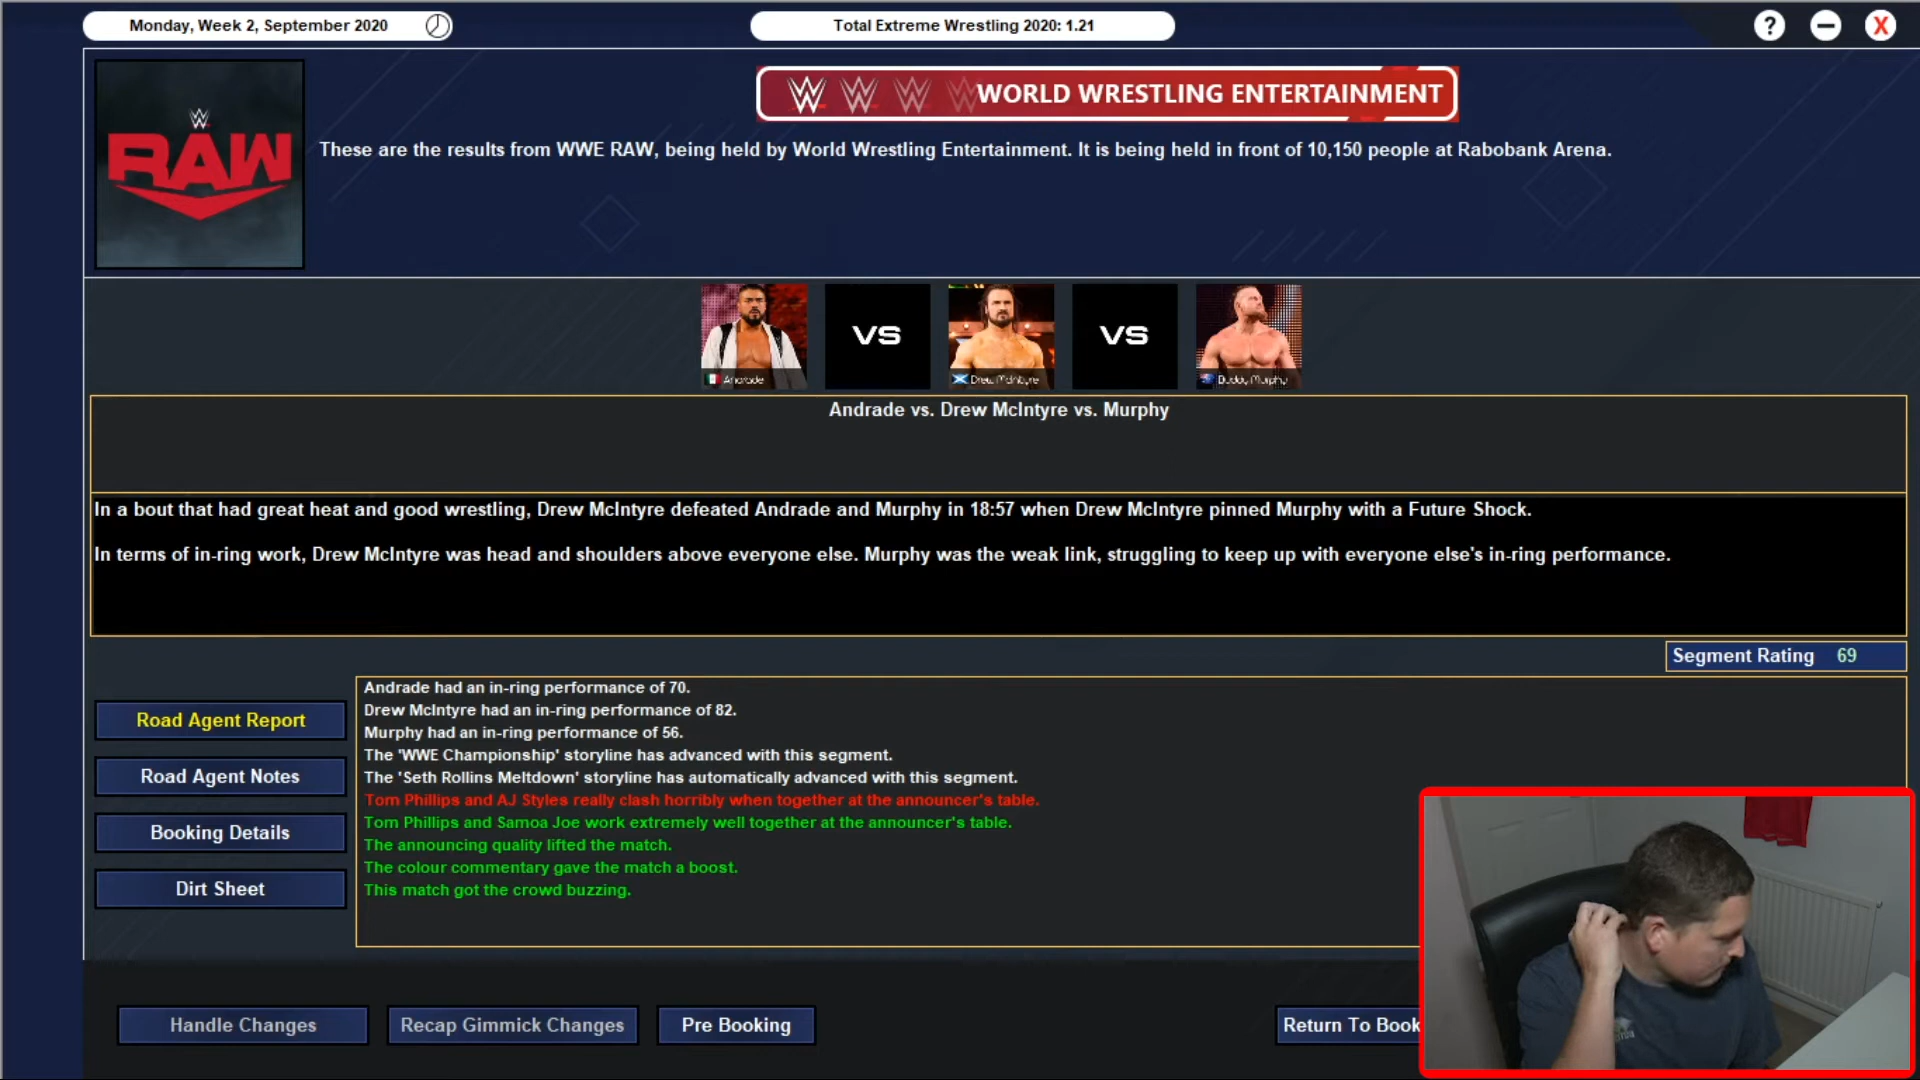 Monday, Week 2, September 2020
Total Extreme Wrestling 2020: 1.21
?
X
W
RAW
WORLD WRESTLING ENTERTAINMENT
These are the results from WWE RAW, being held by World Wrestling Entertainment. It is being held in front of 10,150 people at Rabobank Arena.
Andrade
VS
Drew McIntyre
VS
Buddy Murphy
Andrade vs. Drew McIntyre vs. Murphy
In a bout that had great heat and good wrestling, Drew McIntyre defeated Andrade and Murphy in 18:57 when Drew McIntyre pinned Murphy with a Future Shock.
In terms of in-ring work, Drew McIntyre was head and shoulders above everyone else. Murphy was the weak link, struggling to keep up with everyone else's in-ring performance.
Segment Rating 69
Road Agent Report
Road Agent Notes
Booking Details
Dirt Sheet
Andrade had an in-ring performance of 70.
Drew McIntyre had an in-ring performance of 82.
Murphy had an in-ring performance of 56.
The 'WWE Championship' storyline has advanced with this segment.
The 'Seth Rollins Meltdown' storyline has automatically advanced with this segment.
Tom Phillips and AJ Styles really clash horribly when together at the announcer's table.
Tom Phillips and Samoa Joe work extremely well together at the announcer's table.
The announcing quality lifted the match.
The colour commentary gave the match a boost.
This match got the crowd buzzing.
Handle Changes
Recap Gimmick Changes
Pre Booking
Return To Book